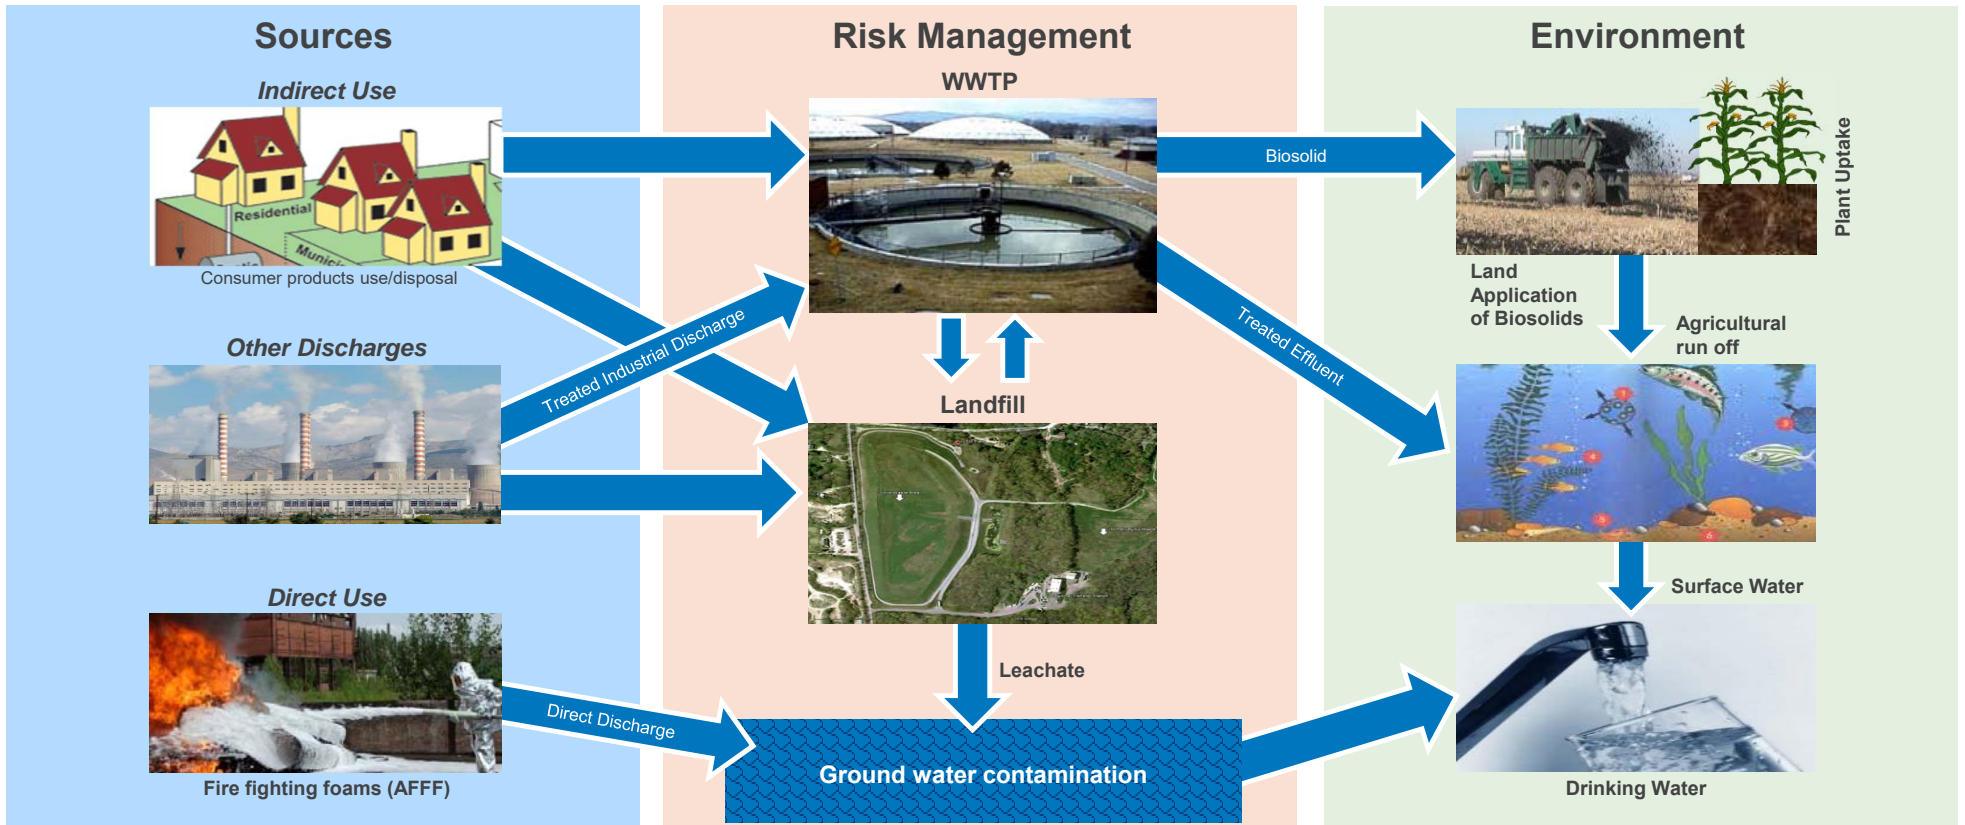 Sources
Indirect Use
Residential
Consumer products use/disposal
Other Discharges
Direct Use
Fire fighting foams (AFFF)
Treated Industrial Discharge
Direct Discharge
Risk Management
WWTP
Landfill
Leachate
Ground water contamination
Biosolid
Treated Effluent
Environment
Plant Uptake
Land
Application
of Biosolids
Agricultural
run off
Surface Water
Drinking Water